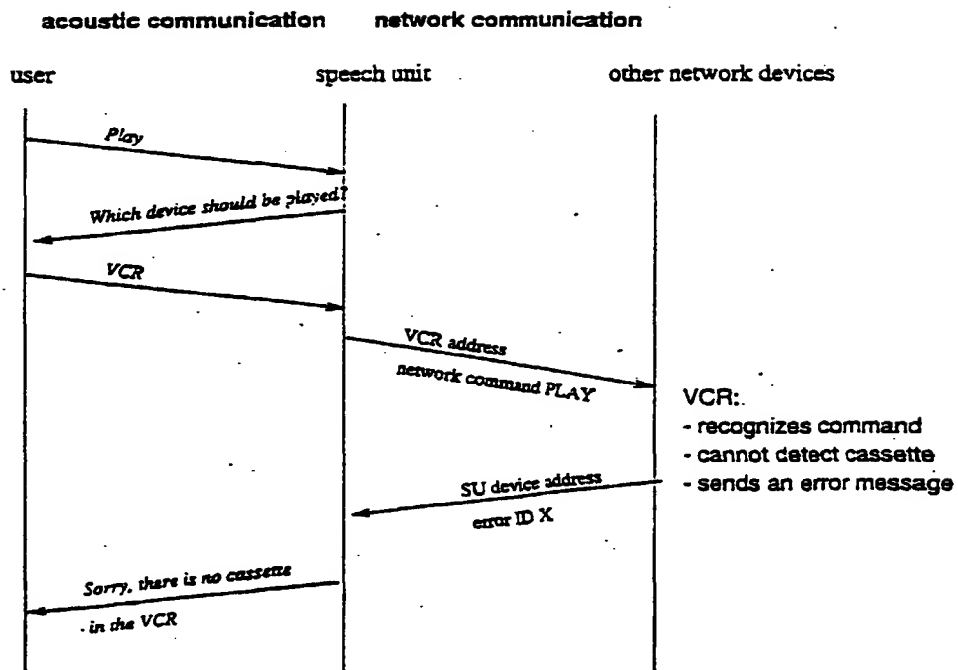 acoustic communication network communication
user speech unit other network devices
Play
Which device should be played?
VCR
VCR address
network command PLAY
VCR:
- recognizes command
- cannot detect cassette
- sends an error message
SU device address
error ID X
Sorry, there is no cassette
- in the VCR